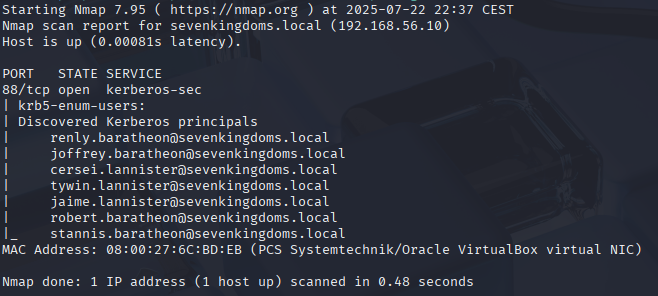 Starting Nmap 7.95 ( https://nmap.org ) at 2025-07-22 22:37 CEST
Nmap scan report for sevenkingdoms.local (192.168.56.10)
Host is up (0.00081s latency).

PORT   STATE SERVICE
88/tcp open  kerberos-sec
| krb5-enum-users:
| Discovered Kerberos principals
|     renly.baratheon@sevenkingdoms.local
|     joffrey.baratheon@sevenkingdoms.local
|     cersei.lannister@sevenkingdoms.local
|     tywin.lannister@sevenkingdoms.local
|     jaime.lannister@sevenkingdoms.local
|     robert.baratheon@sevenkingdoms.local
|_    stannis.baratheon@sevenkingdoms.local
MAC Address: 08:00:27:6C:BD:EB (PCS Systemtechnik/Oracle VirtualBox virtual NIC)

Nmap done: 1 IP address (1 host up) scanned in 0.48 seconds